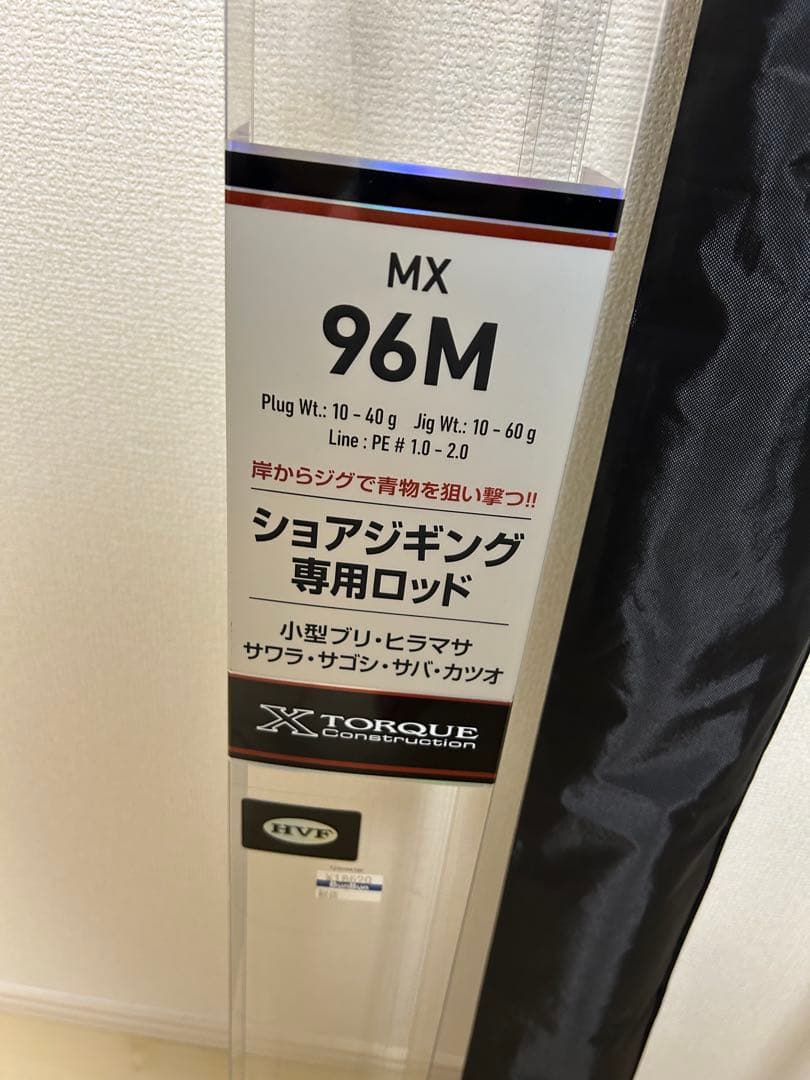 MX
96M
Plug Wt.: 10 - 40 g Jig Wt.: 10 - 60 g
Line : PE # 1.0 - 2.0
岸からジグで青物を狙い撃つ!!
ショアジギング
専用ロッド
小型ブリ・ヒラマサ
サワラ・サゴシ・サバ・カツオ
X TORQUE
Construction
HVF
¥18620